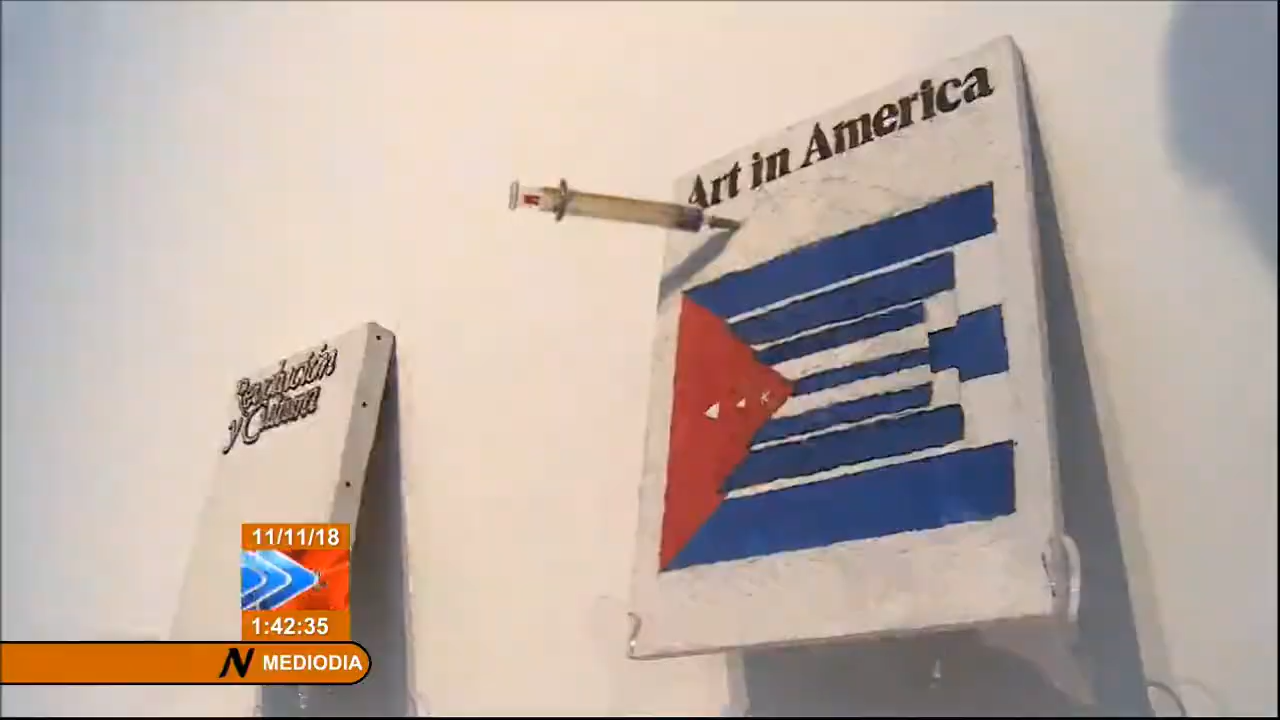 Art in America
Revolución
y Cultura
11/11/18
1:42:35
N MEDIODIA